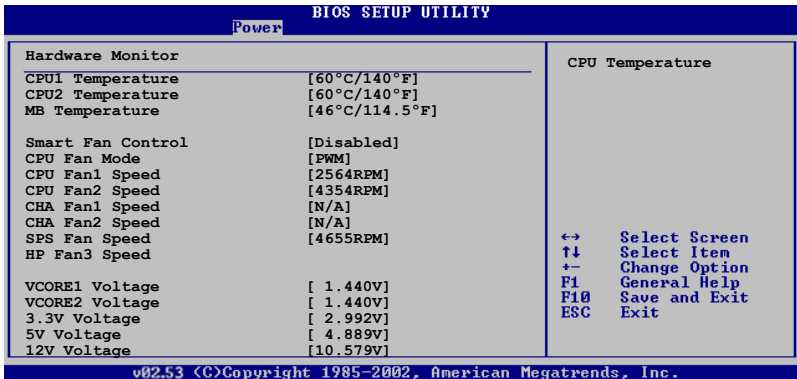 BIOS SETUP UTILITY
Power
Hardware Monitor
CPU1 Temperature [60°C/140°F]
CPU2 Temperature [60°C/140°F]
MB Temperature [46°C/114.5°F]
Smart Fan Control [Disabled]
CPU Fan Mode [PWM]
CPU Fan1 Speed [2564RPM]
CPU Fan2 Speed [4354RPM]
CHA Fan1 Speed [N/A]
CHA Fan2 Speed [N/A]
SPS Fan Speed [4655RPM]
HP Fan3 Speed
VCORE1 Voltage [ 1.440V]
VCORE2 Voltage [ 1.440V]
3.3V Voltage [ 2.992V]
5V Voltage [ 4.889V]
12V Voltage [10.579V]
CPU Temperature
←→ Select Screen
↑↓ Select Item
+- Change Option
F1 General Help
F10 Save and Exit
ESC Exit
v02.53 (C)Copyright 1985-2002, American Megatrends, Inc.